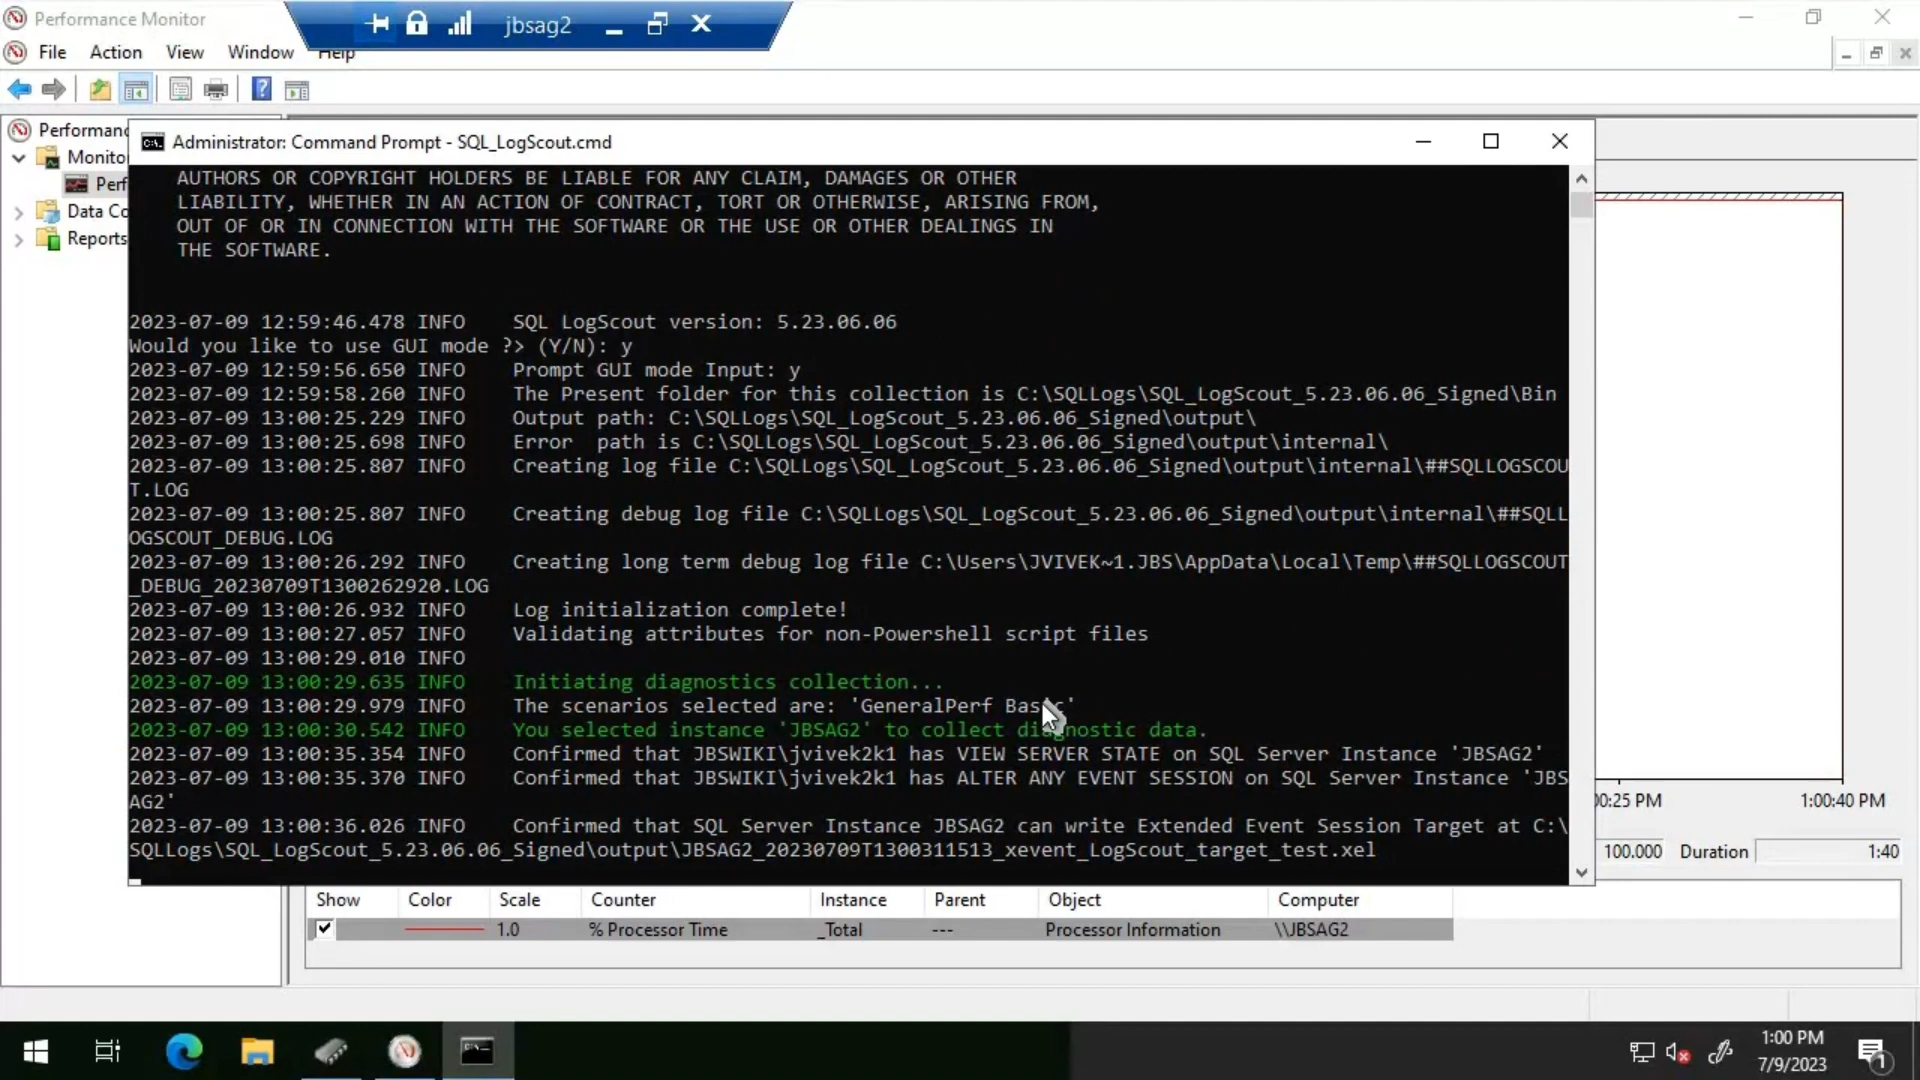 Performance Monitor
jbsag2
File Action View Window Help
Performanc
Monito
Perf
Data Co
Reports
Administrator: Command Prompt - SQL_LogScout.cmd
AUTHORS OR COPYRIGHT HOLDERS BE LIABLE FOR ANY CLAIM, DAMAGES OR OTHER
LIABILITY, WHETHER IN AN ACTION OF CONTRACT, TORT OR OTHERWISE, ARISING FROM,
OUT OF OR IN CONNECTION WITH THE SOFTWARE OR THE USE OR OTHER DEALINGS IN
THE SOFTWARE.
2023-07-09 12:59:46.478 INFO    SQL LogScout version: 5.23.06.06
Would you like to use GUI mode ?> (Y/N): y
2023-07-09 12:59:56.650 INFO    Prompt GUI mode Input: y
2023-07-09 12:59:58.260 INFO    The Present folder for this collection is C:\SQLLogs\SQL_LogScout_5.23.06.06_Signed\Bin
2023-07-09 13:00:25.229 INFO    Output path: C:\SQLLogs\SQL_LogScout_5.23.06.06_Signed\output\
2023-07-09 13:00:25.698 INFO    Error  path is C:\SQLLogs\SQL_LogScout_5.23.06.06_Signed\output\internal\
2023-07-09 13:00:25.807 INFO    Creating log file C:\SQLLogs\SQL_LogScout_5.23.06.06_Signed\output\internal\##SQLLOGSCOU
T.LOG
2023-07-09 13:00:25.807 INFO    Creating debug log file C:\SQLLogs\SQL_LogScout_5.23.06.06_Signed\output\internal\##SQLL
OGSCOUT_DEBUG.LOG
2023-07-09 13:00:26.292 INFO    Creating long term debug log file C:\Users\JVIVEK~1.JBS\AppData\Local\Temp\##SQLLOGSCOUT
_DEBUG_20230709T1300262920.LOG
2023-07-09 13:00:26.932 INFO    Log initialization complete!
2023-07-09 13:00:27.057 INFO    Validating attributes for non-Powershell script files
2023-07-09 13:00:29.010 INFO
2023-07-09 13:00:29.635 INFO    Initiating diagnostics collection...
2023-07-09 13:00:29.979 INFO    The scenarios selected are: 'GeneralPerf Basic'
2023-07-09 13:00:30.542 INFO    You selected instance 'JBSAG2' to collect diagnostic data.
2023-07-09 13:00:35.354 INFO    Confirmed that JBSWIKI\jvivek2k1 has VIEW SERVER STATE on SQL Server Instance 'JBSAG2'
2023-07-09 13:00:35.370 INFO    Confirmed that JBSWIKI\jvivek2k1 has ALTER ANY EVENT SESSION on SQL Server Instance 'JBS
AG2'
2023-07-09 13:00:36.026 INFO    Confirmed that SQL Server Instance JBSAG2 can write Extended Event Session Target at C:\
SQLLogs\SQL_LogScout_5.23.06.06_Signed\output\JBSAG2_20230709T1300311513_xevent_LogScout_target_test.xel
00:25 PM 1:00:40 PM
100.000 Duration 1:40
Show Color Scale Counter Instance Parent Object Computer
1.0 % Processor Time _Total --- Processor Information \\JBSAG2
1:00 PM
7/9/2023
1